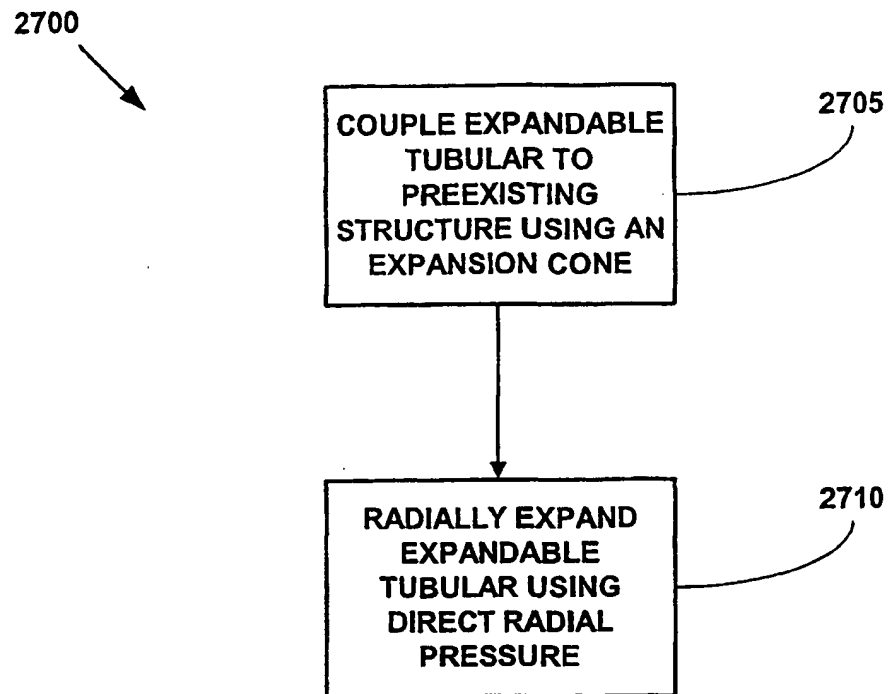 2700
2705
COUPLE EXPANDABLE
TUBULAR TO
PREEXISTING
STRUCTURE USING AN
EXPANSION CONE
2710
RADIALLY EXPAND
EXPANDABLE
TUBULAR USING
DIRECT RADIAL
PRESSURE